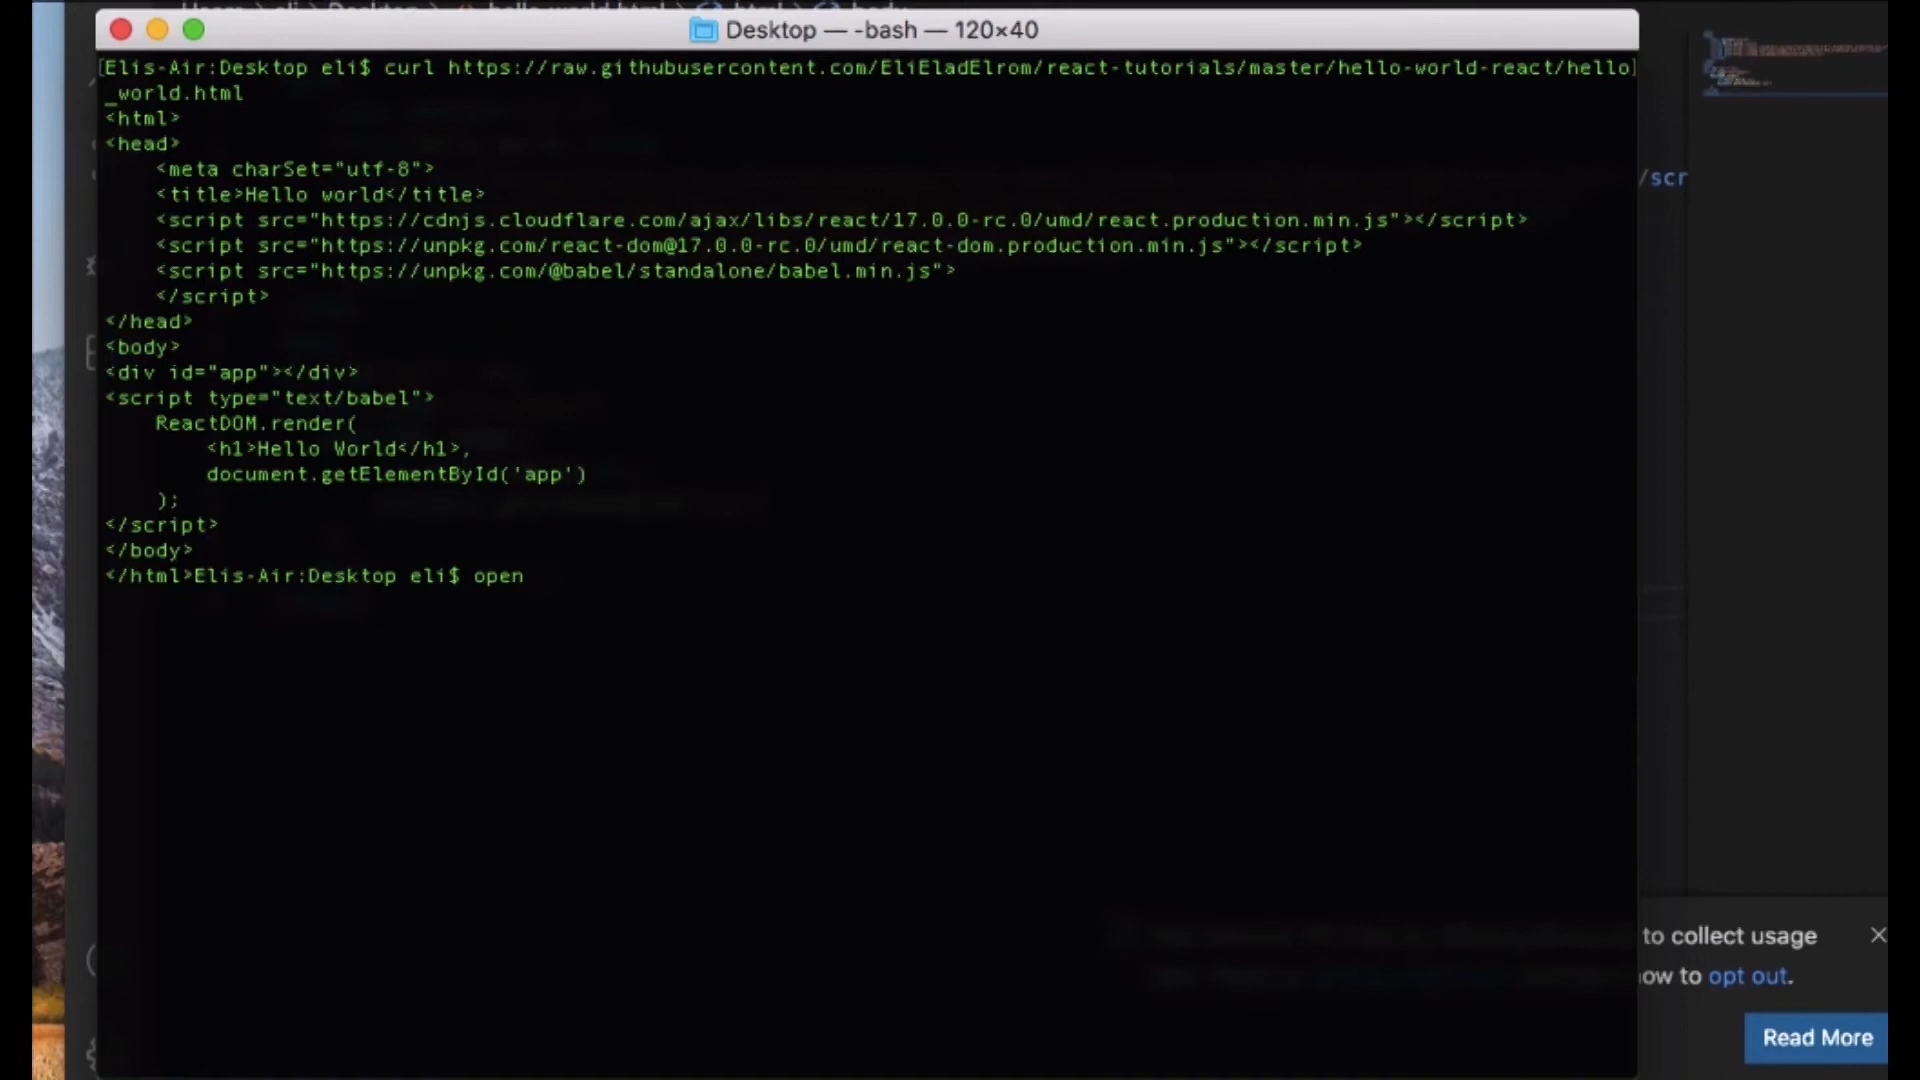 Desktop — -bash — 120×40
Elis-Air:Desktop eli$ curl https://raw.githubusercontent.com/EliEladElrom/react-tutorials/master/hello-world-react/hello
_world.html
<html>
<head>
    <meta charSet="utf-8">
    <title>Hello world</title>
    <script src="https://cdnjs.cloudflare.com/ajax/libs/react/17.0.0-rc.0/umd/react.production.min.js"></script>
    <script src="https://unpkg.com/react-dom@17.0.0-rc.0/umd/react-dom.production.min.js"></script>
    <script src="https://unpkg.com/@babel/standalone/babel.min.js">
    </script>
</head>
<body>
<div id="app"></div>
<script type="text/babel">
    ReactDOM.render(
        <h1>Hello World</h1>,
        document.getElementById('app')
    );
</script>
</body>
</html>Elis-Air:Desktop eli$ open
/scr
to collect usage
how to opt out.
Read More